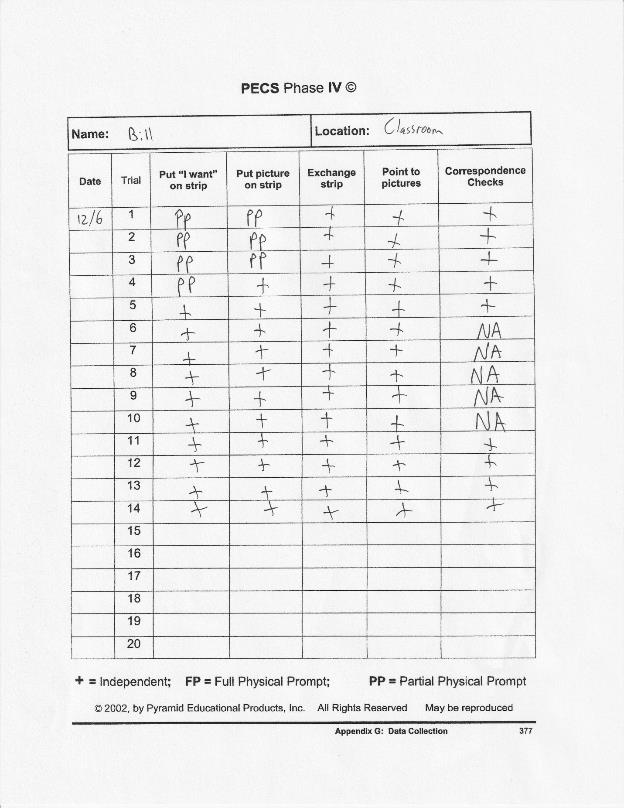 PECS Phase IV ©
Name: Bill Location: Classroom
Date Trial Put "I want" on strip Put picture on strip Exchange strip Point to pictures Correspondence Checks
12/6 1 PP PP + + +
2 PP PP + + +
3 PP PP + + +
4 PP + + + +
5 + + + + +
6 + + + + NA
7 + + + + NA
8 + + + + NA
9 + + + + NA
10 + + + + NA
11 + + + + +
12 + + + + +
13 + + + + +
14 + + + + +
15
16
17
18
19
20
+ = Independent; FP = Full Physical Prompt; PP = Partial Physical Prompt
© 2002, by Pyramid Educational Products, Inc. All Rights Reserved May be reproduced
Appendix G: Data Collection 377